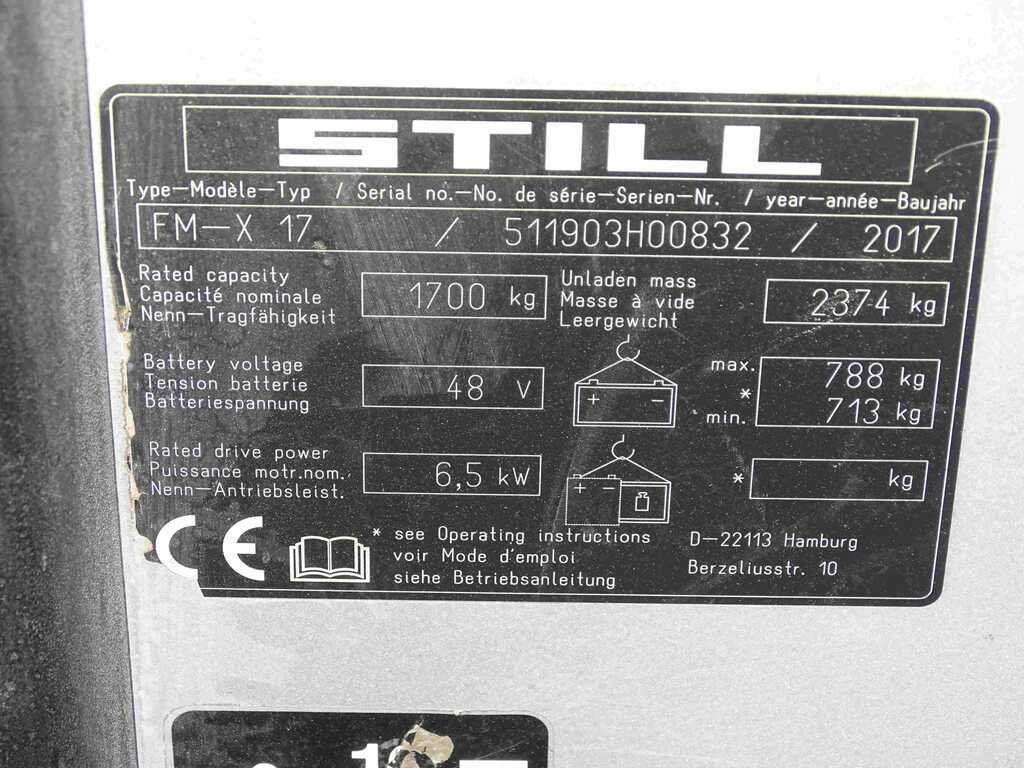 STILL
Type—Modèle—Typ / Serial no.—No. de série—Serien—Nr. / year—année—Baujahr
FM—X 17 / 511903H00832 / 2017
Rated capacity
Capacité nominale
Nenn—Tragfähigkeit
1700 kg
Unladen mass
Masse à vide
Leergewicht
2374 kg
Battery voltage
Tension batterie
Batteriespannung
48 V
+ −
max. 788 kg
*
min. 713 kg
Rated drive power
Puissance motr.nom.
Nenn—Antriebsleist.
6,5 kW
+ −
* kg
CE
* see Operating instructions
voir Mode d'emploi
siehe Betriebsanleitung
D—22113 Hamburg
Berzeliusstr. 10